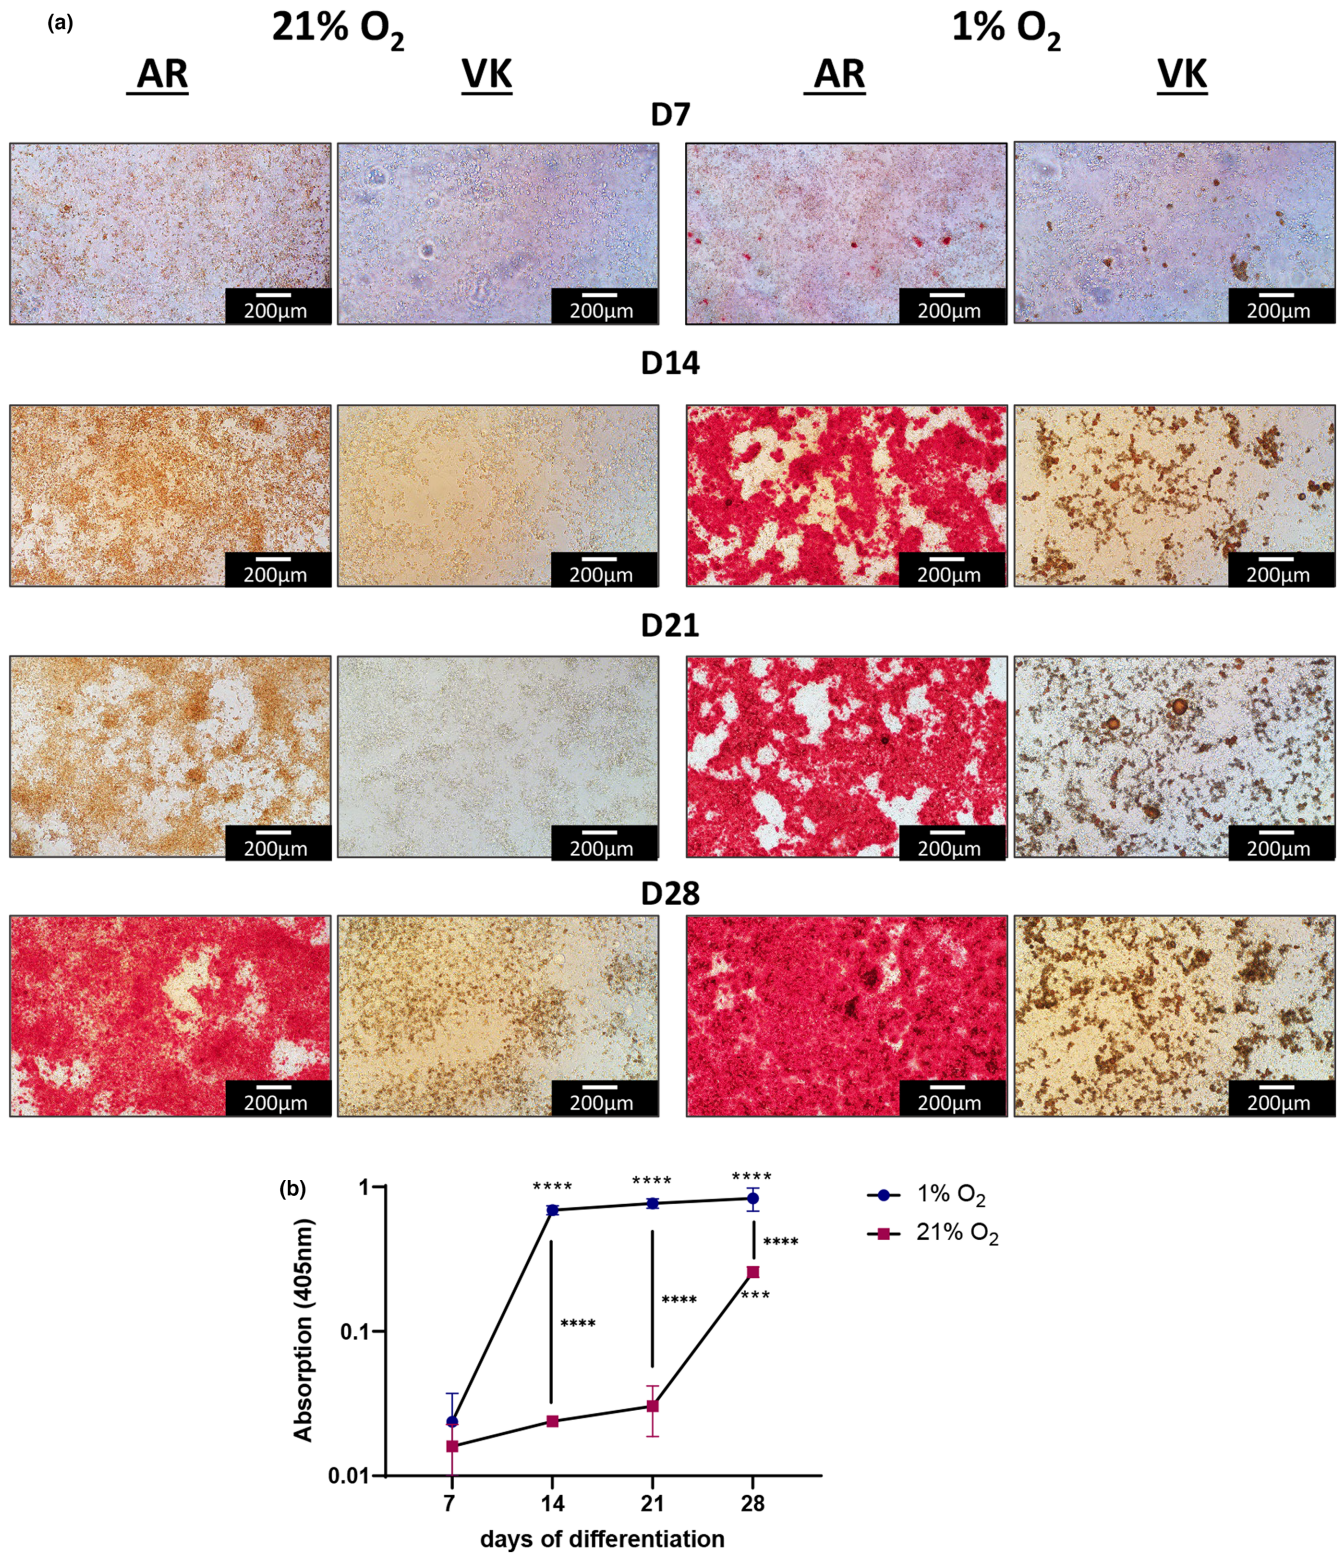 (a) 21% O2 1% O2
AR VK AR VK
D7
200µm 200µm 200µm 200µm
D14
200µm 200µm 200µm 200µm
D21
200µm 200µm 200µm 200µm
D28
200µm 200µm 200µm 200µm
(b)
1
0.1
0.01
Absorption (405nm)
**** **** ****
****
****
****
***
7 14 21 28
days of differentiation
1% O2
21% O2